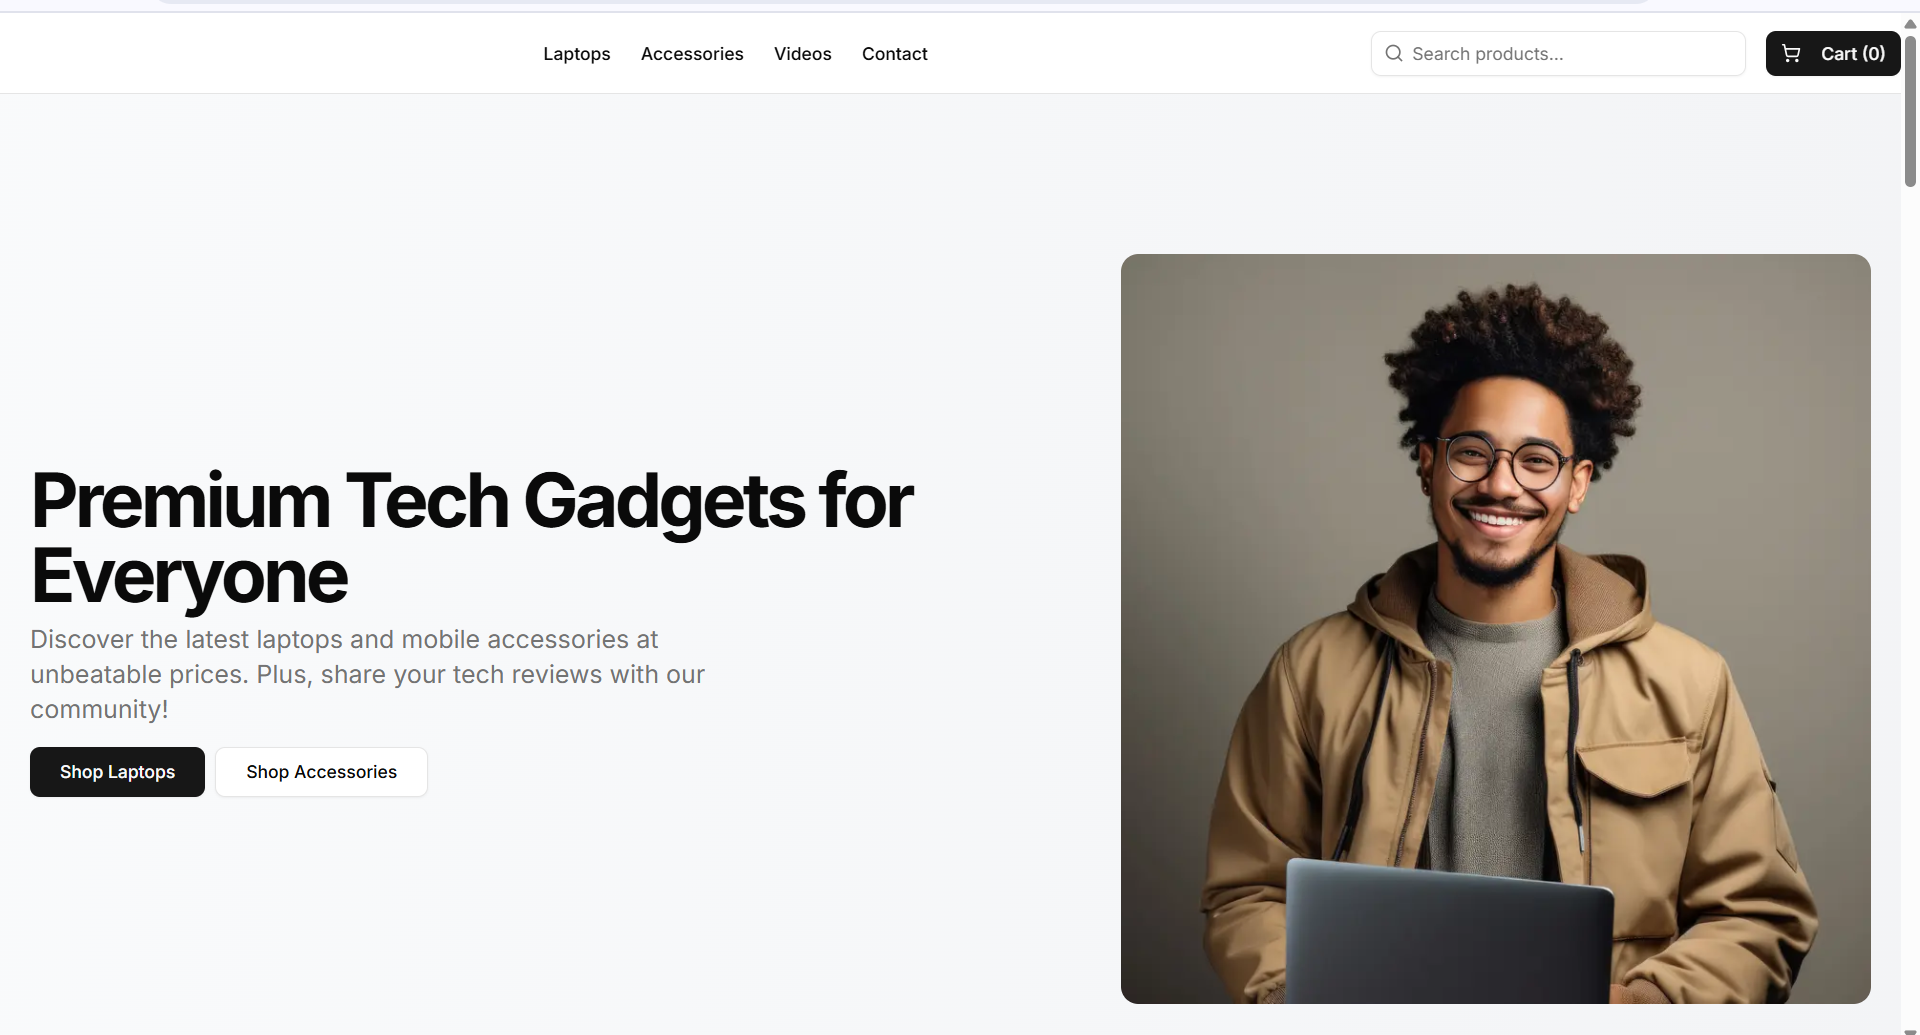 Laptops Accessories Videos Contact Search products... Cart (0)
Premium Tech Gadgets for
Everyone
Discover the latest laptops and mobile accessories at
unbeatable prices. Plus, share your tech reviews with our
community!
Shop Laptops Shop Accessories